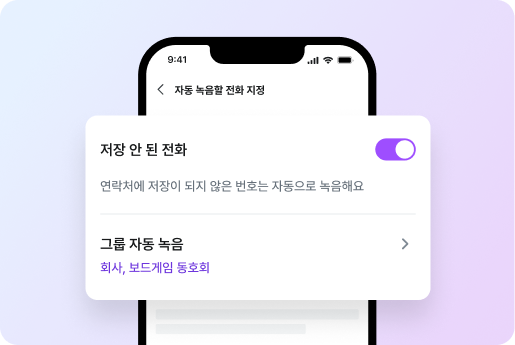 9:41
자동 녹음할 전화 지정
저장 안 된 전화
연락처에 저장이 되지 않은 번호는 자동으로 녹음해요
그룹 자동 녹음
회사, 보드게임 동호회